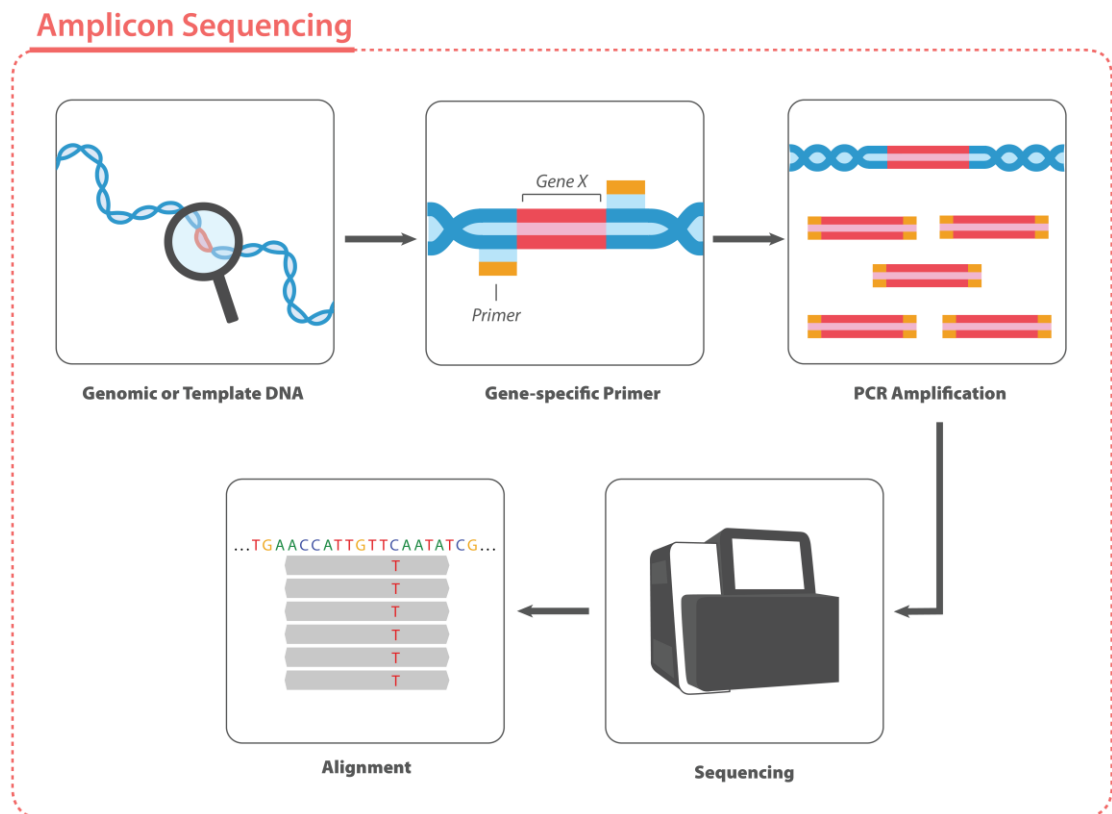 Amplicon Sequencing
Gene X
Primer
Genomic or Template DNA
Gene-specific Primer
PCR Amplification
...TGAACCATTGTTCAATATCG...
T
T
T
T
T
T
Alignment
Sequencing